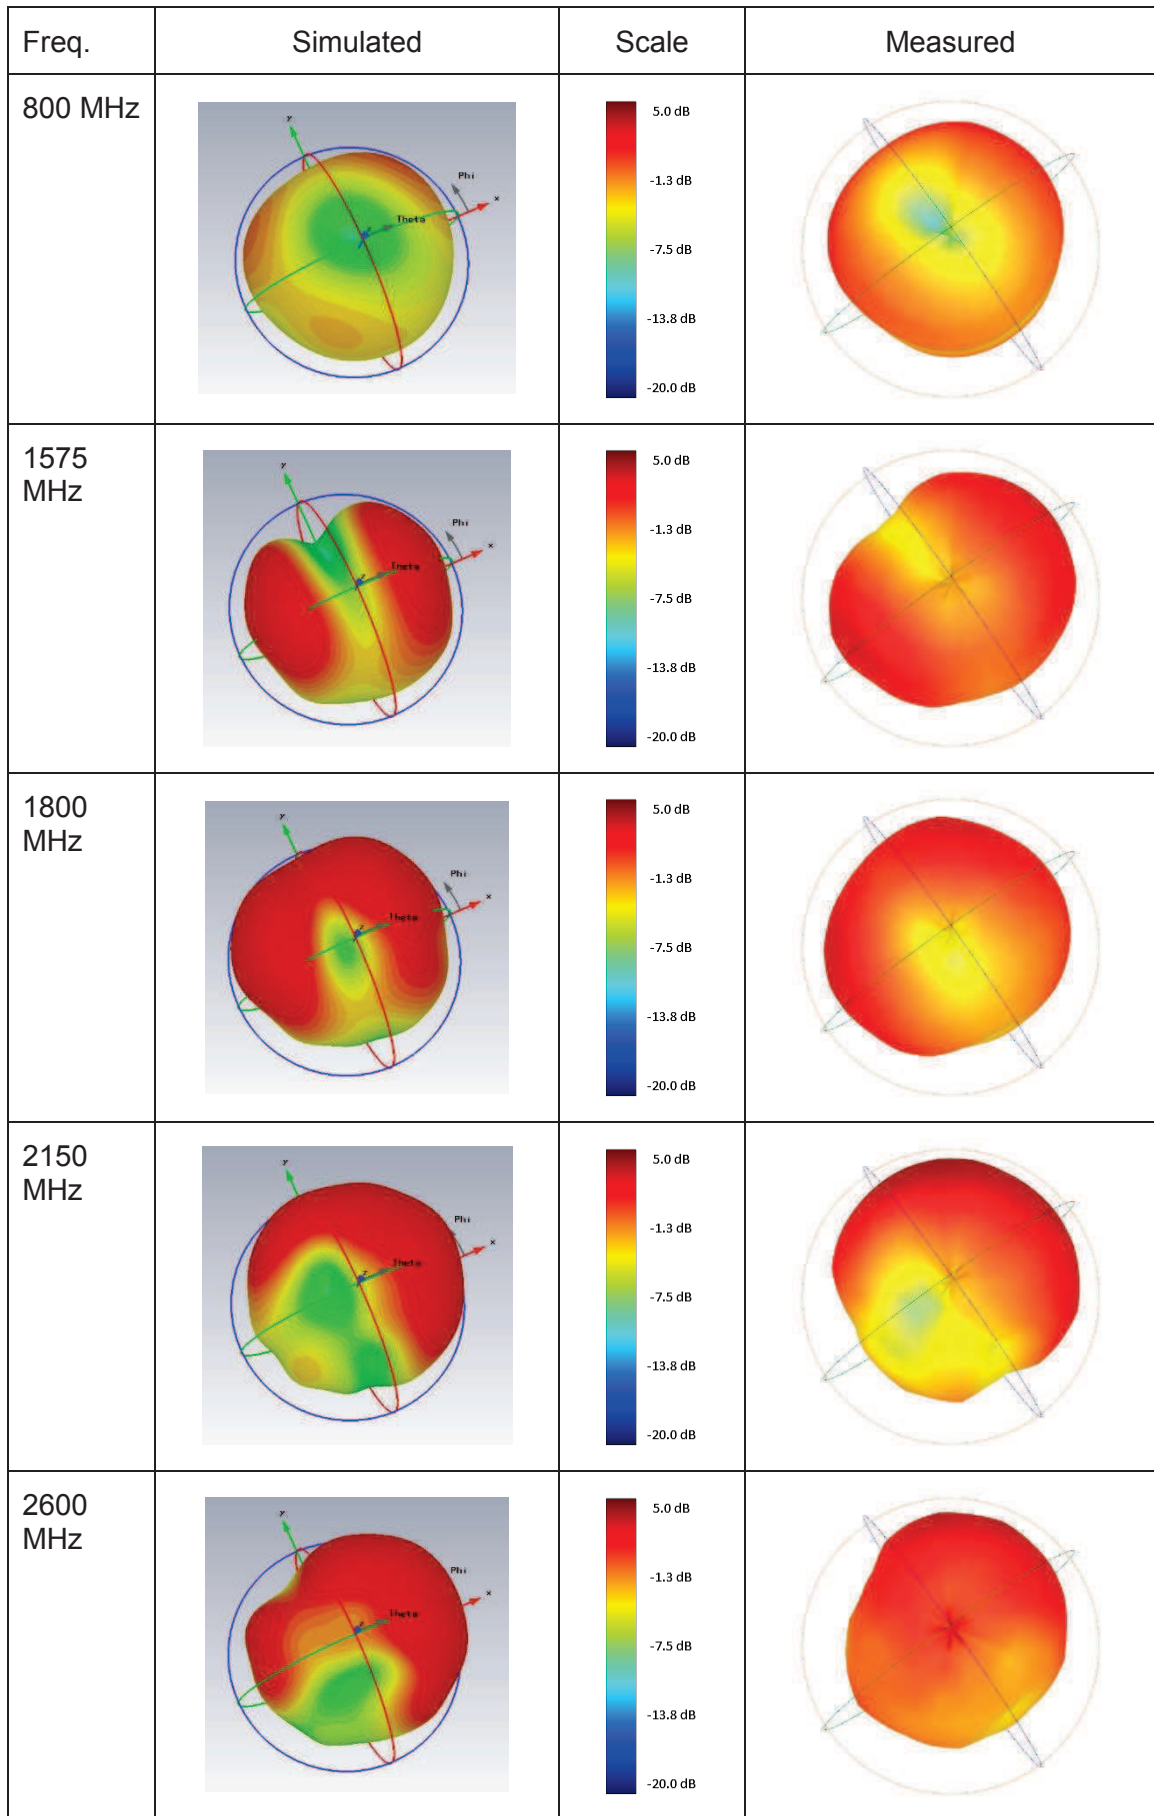 Freq. Simulated Scale Measured
800 MHz
y
Phi
x
Theta
z
5.0 dB
-1.3 dB
-7.5 dB
-13.8 dB
-20.0 dB
1575
MHz
y
Phi
x
Theta
z
5.0 dB
-1.3 dB
-7.5 dB
-13.8 dB
-20.0 dB
1800
MHz
y
Phi
x
Theta
z
5.0 dB
-1.3 dB
-7.5 dB
-13.8 dB
-20.0 dB
2150
MHz
y
Phi
x
Theta
z
5.0 dB
-1.3 dB
-7.5 dB
-13.8 dB
-20.0 dB
2600
MHz
y
Phi
x
Theta
z
5.0 dB
-1.3 dB
-7.5 dB
-13.8 dB
-20.0 dB